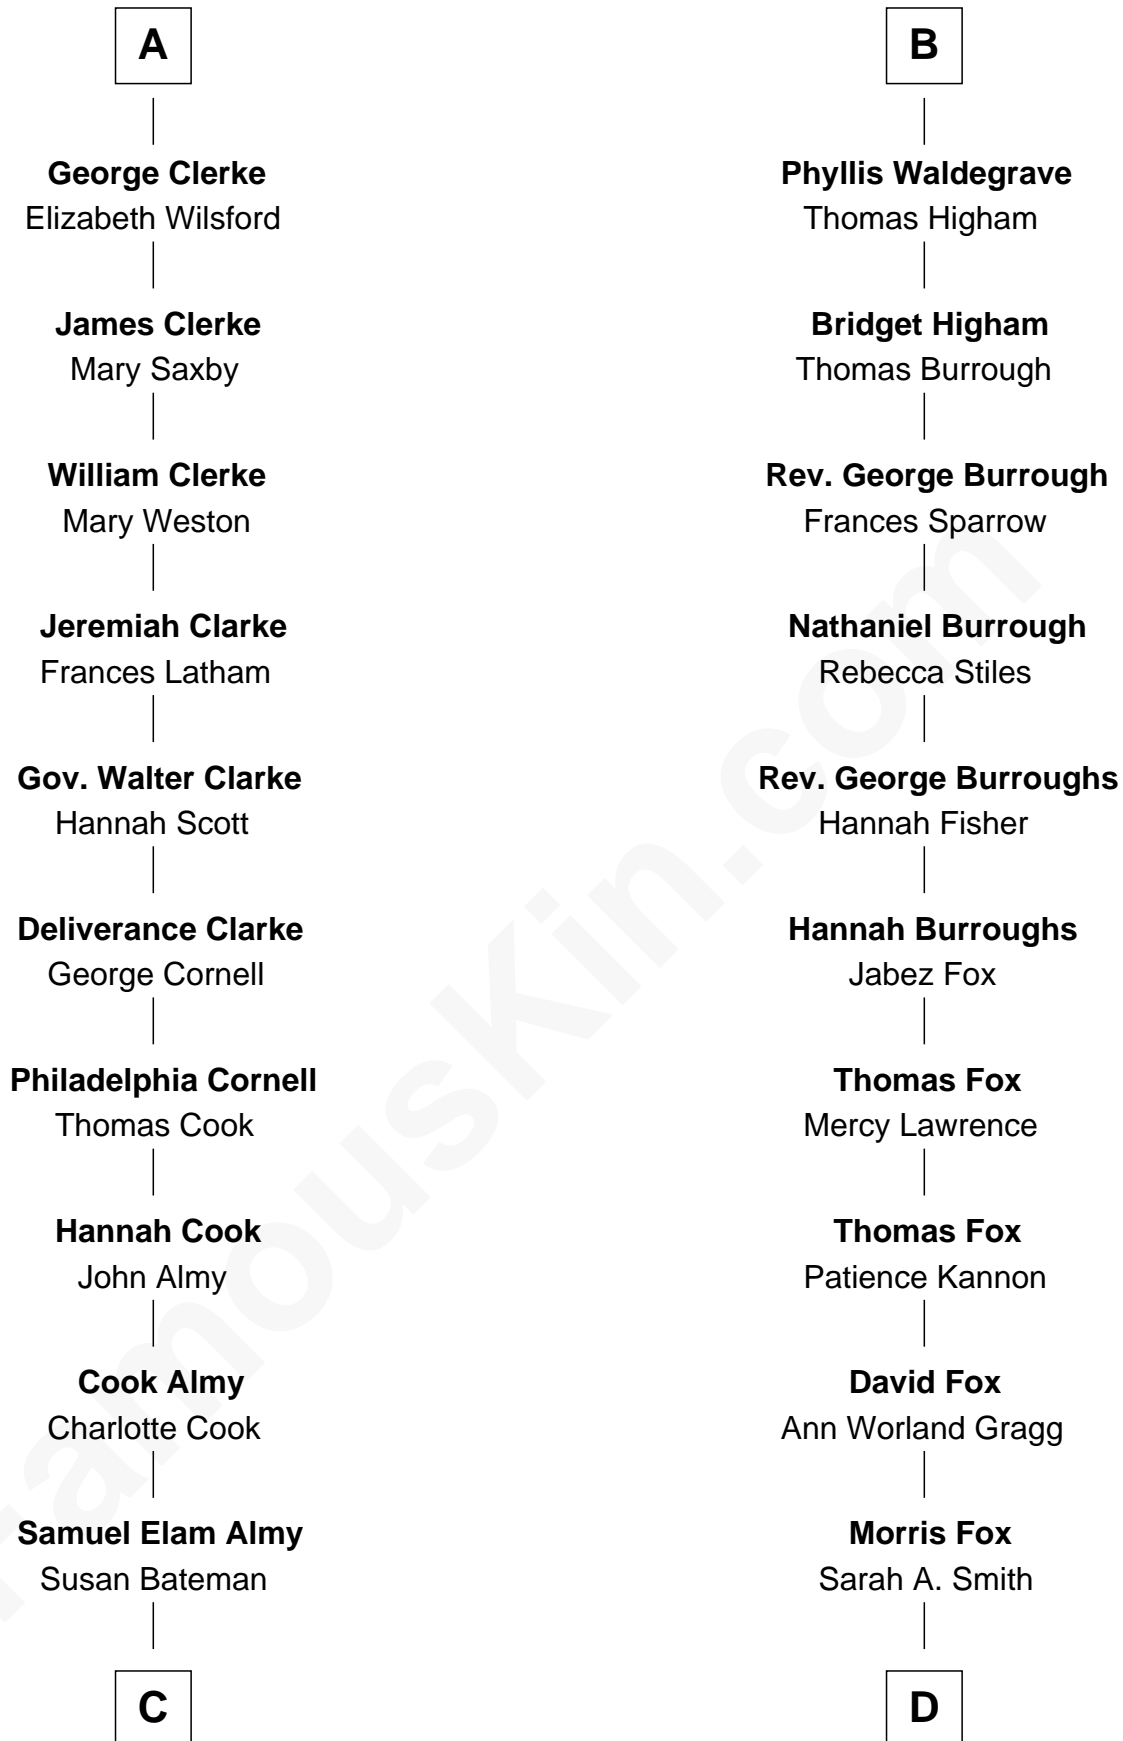 A
George Clerke
Elizabeth Wilsford
James Clerke
Mary Saxby
William Clerke
Mary Weston
Jeremiah Clarke
Frances Latham
Gov. Walter Clarke
Hannah Scott
Deliverance Clarke
George Cornell
Philadelphia Cornell
Thomas Cook
Hannah Cook
John Almy
Cook Almy
Charlotte Cook
Samuel Elam Almy
Susan Bateman
C
B
Phyllis Waldegrave
Thomas Higham
Bridget Higham
Thomas Burrough
Rev. George Burrough
Frances Sparrow
Nathaniel Burrough
Rebecca Stiles
Rev. George Burroughs
Hannah Fisher
Hannah Burroughs
Jabez Fox
Thomas Fox
Mercy Lawrence
Thomas Fox
Patience Kannon
David Fox
Ann Worland Gragg
Morris Fox
Sarah A. Smith
D
FamousKin.com